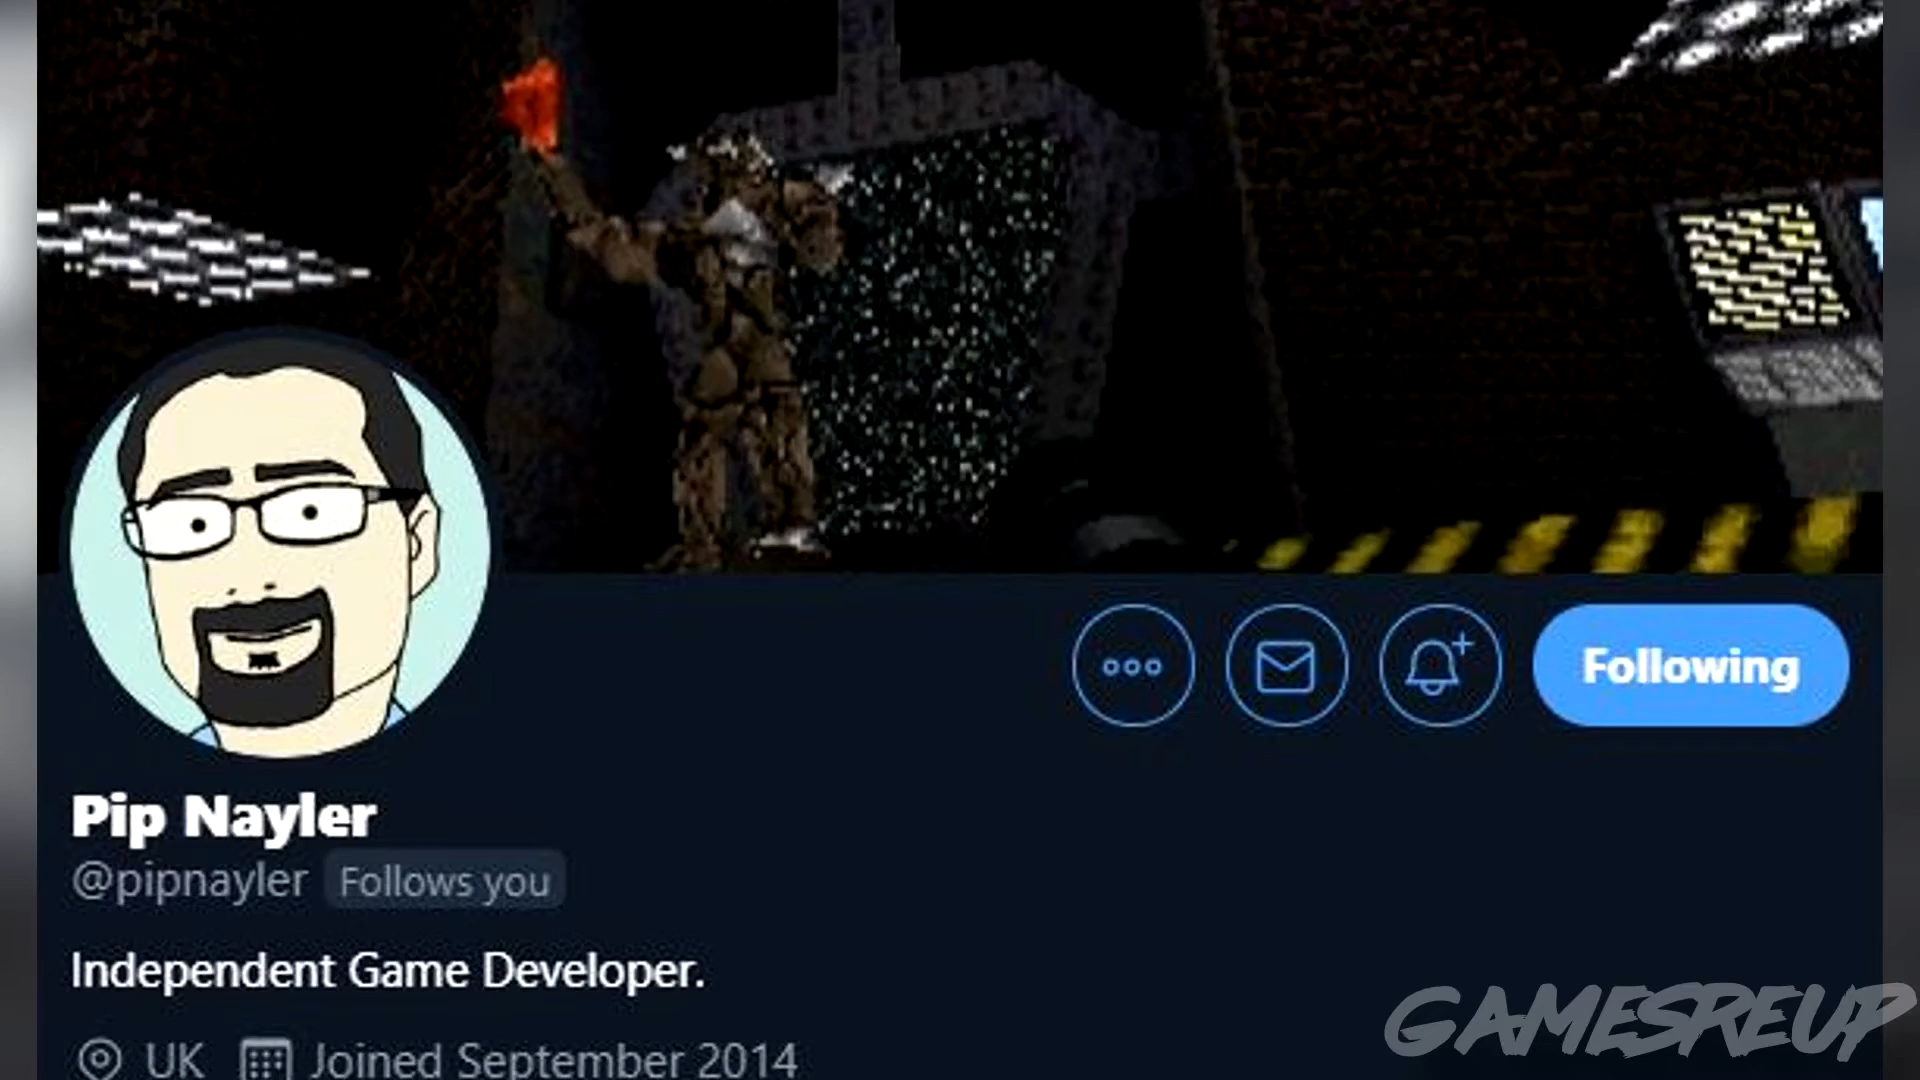 Following
Pip Nayler
@pipnayler Follows you
Independent Game Developer.
UK Joined September 2014
GAMESREUP